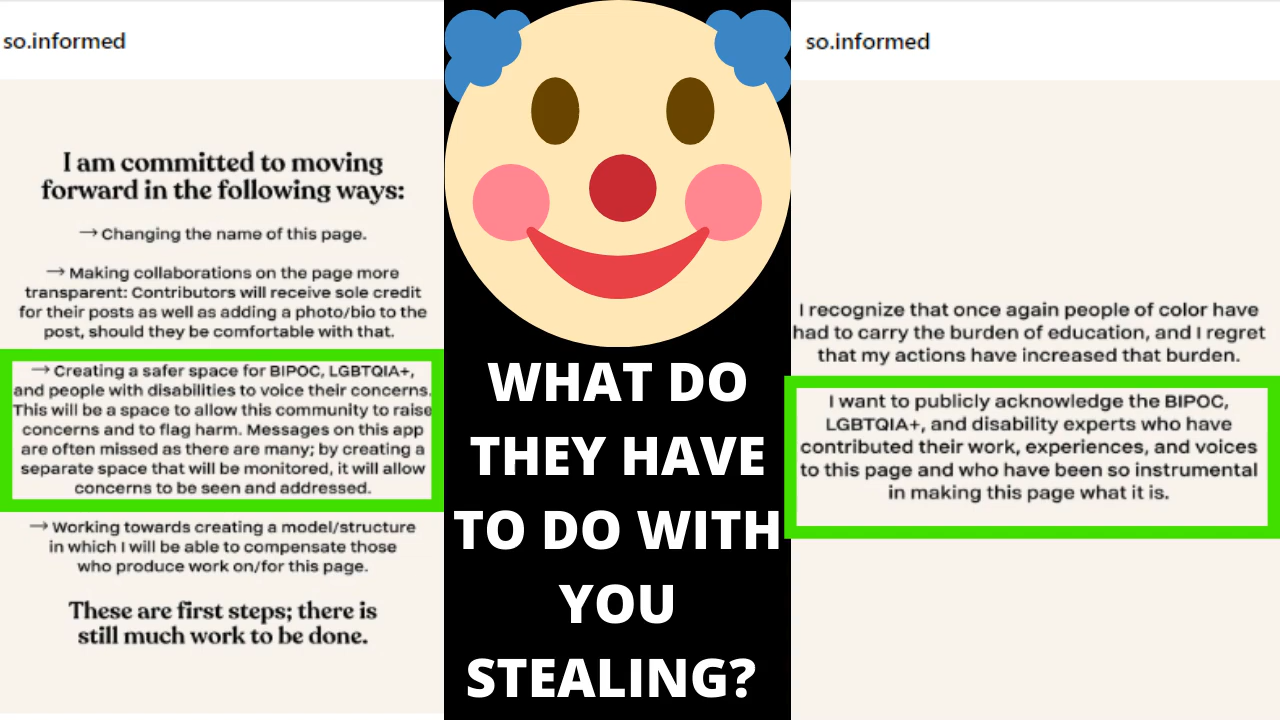 so.informed
I am committed to moving
forward in the following ways:
→ Changing the name of this page.
→ Making collaborations on the page more
transparent: Contributors will receive sole credit
for their posts as well as adding a photo/bio to the
post, should they be comfortable with that.
→ Creating a safer space for BIPOC, LGBTQIA+,
and people with disabilities to voice their concerns.
This will be a space to allow this community to raise
concerns and to flag harm. Messages on this app
are often missed as there are many; by creating a
separate space that will be monitored, it will allow
concerns to be seen and addressed.
→ Working towards creating a model/structure
in which I will be able to compensate those
who produce work on/for this page.
These are first steps; there is
still much work to be done.
WHAT DO
THEY HAVE
TO DO WITH
YOU
STEALING?
so.informed
I recognize that once again people of color have
had to carry the burden of education, and I regret
that my actions have increased that burden.
I want to publicly acknowledge the BIPOC,
LGBTQIA+, and disability experts who have
contributed their work, experiences, and voices
to this page and who have been so instrumental
in making this page what it is.